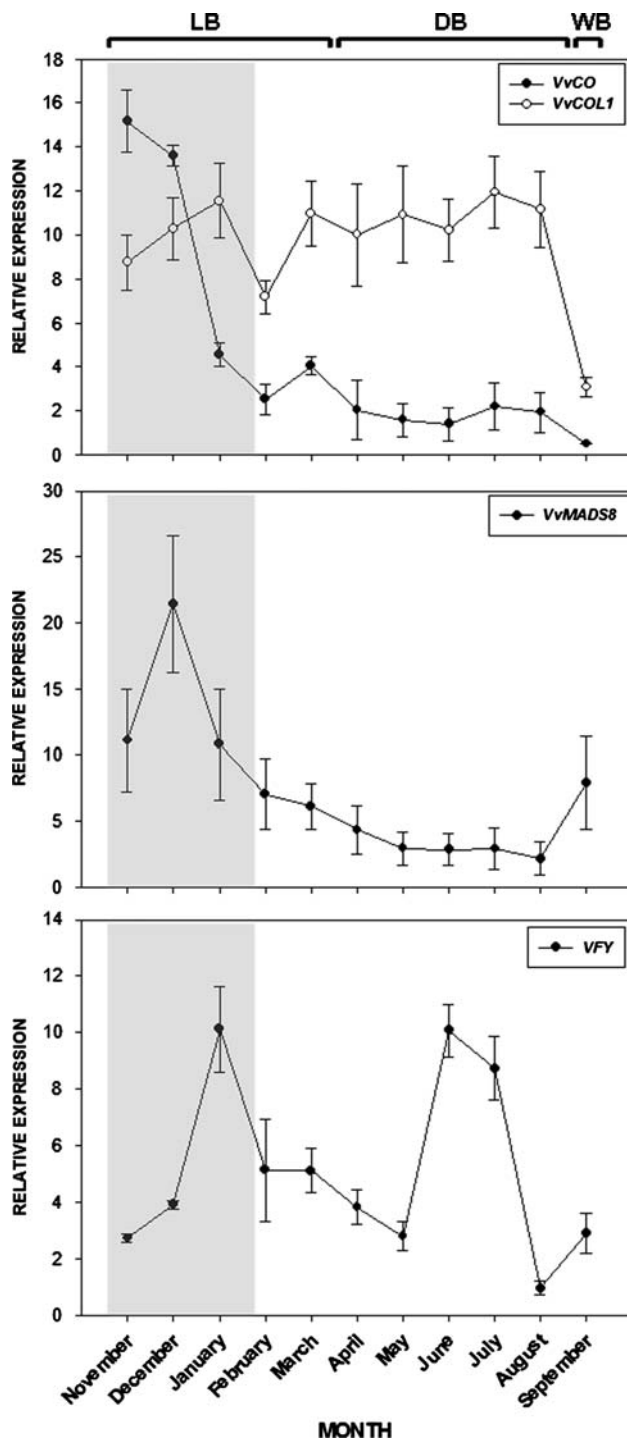 LB DB WB
VvCO
VvCOL1
18
16
14
12
10
8
6
4
2
0
RELATIVE EXPRESSION
VvMADS8
30
25
20
15
10
5
0
RELATIVE EXPRESSION
VFY
14
12
10
8
6
4
2
0
RELATIVE EXPRESSION
November
December
January
February
March
April
May
June
July
August
September
MONTH